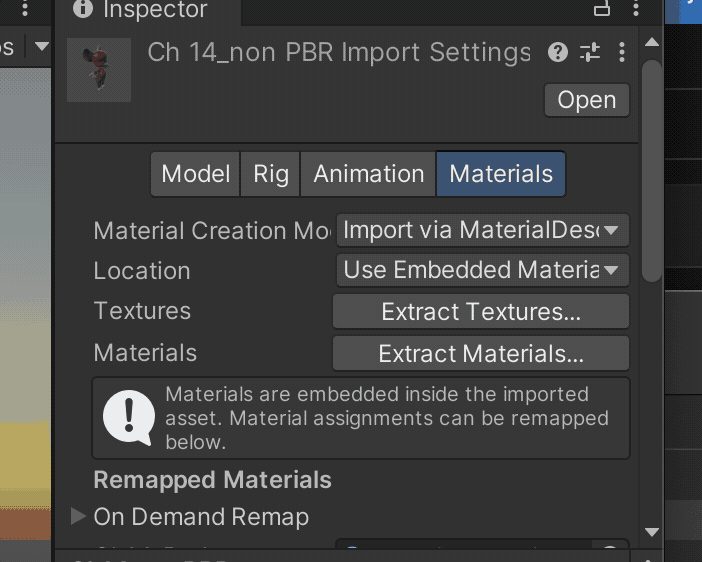 Inspector
Ch 14_non PBR Import Settings
Open
Model Rig Animation Materials
Material Creation Mo Import via MaterialDesc
Location Use Embedded Materia
Textures Extract Textures...
Materials Extract Materials...
Materials are embedded inside the imported
asset. Material assignments can be remapped
below.
Remapped Materials
On Demand Remap